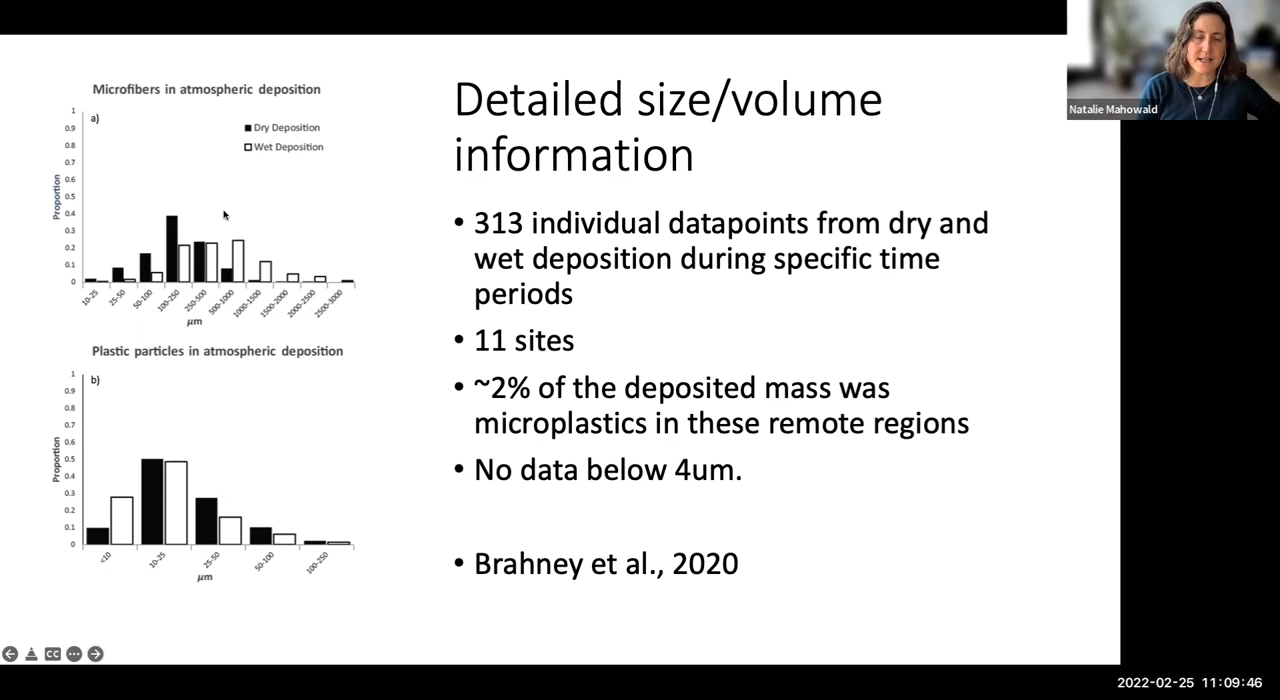 Natalie Mahowald
Microfibers in atmospheric deposition
a)
Dry Deposition
Wet Deposition
Proportion
1
0.9
0.8
0.7
0.6
0.5
0.4
0.3
0.2
0.1
0
10-25
25-50
50-100
100-250
250-500
500-1000
1000-1500
1500-2000
2000-2500
2500-3000
µm
Plastic particles in atmospheric deposition
b)
Proportion
1
0.9
0.8
0.7
0.6
0.5
0.4
0.3
0.2
0.1
0
<10
10-25
25-50
50-100
100-250
µm
Detailed size/volume
information
• 313 individual datapoints from dry and
wet deposition during specific time
periods
• 11 sites
• ~2% of the deposited mass was
microplastics in these remote regions
• No data below 4um.
• Brahney et al., 2020
CC
2022-02-25 11:09:46